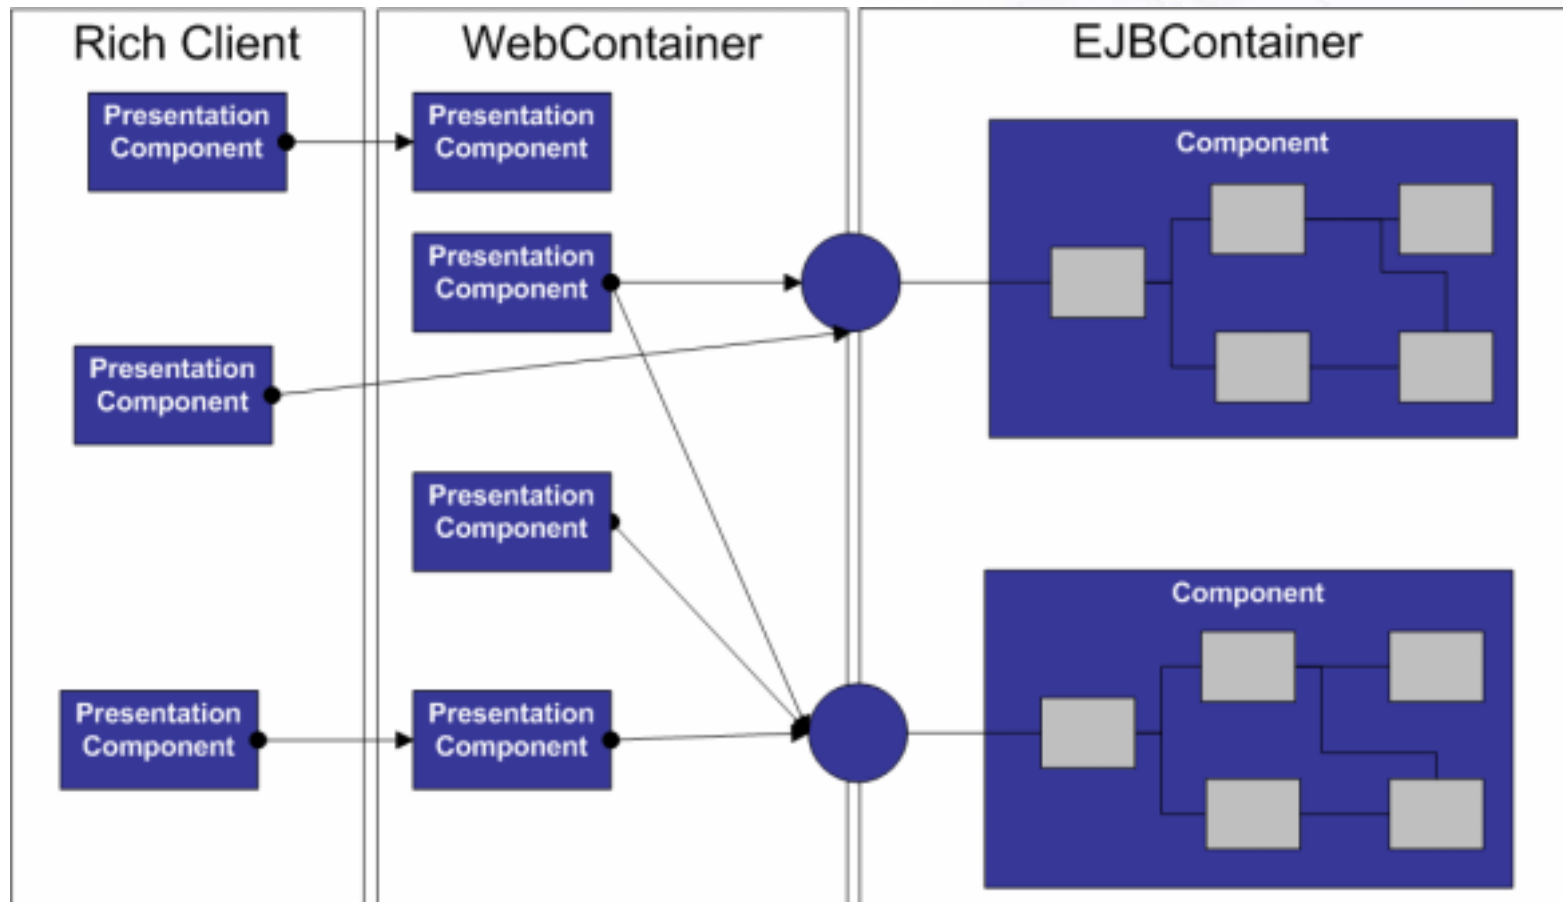 Rich Client
WebContainer
EJBContainer
Presentation
Component
Presentation
Component
Component
Presentation
Component
Presentation
Component
Presentation
Component
Component
Presentation
Component
Presentation
Component